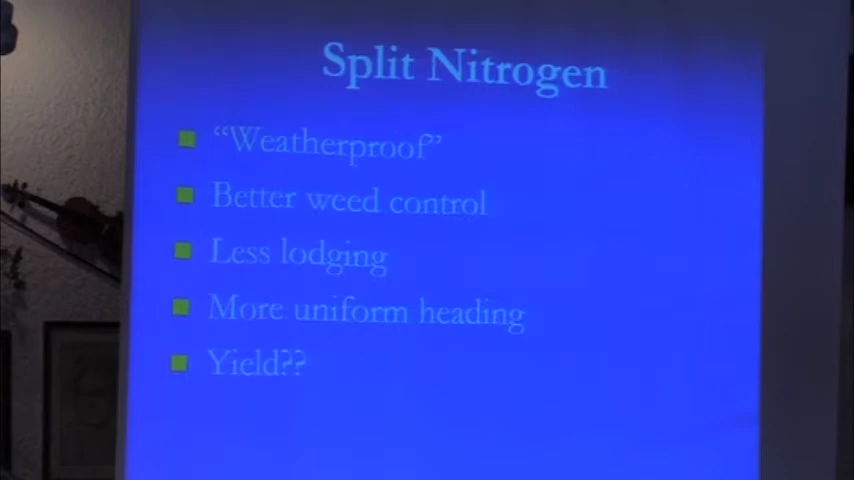 Split Nitrogen
“Weatherproof”
Better weed control
Less lodging
More uniform heading
Yield??